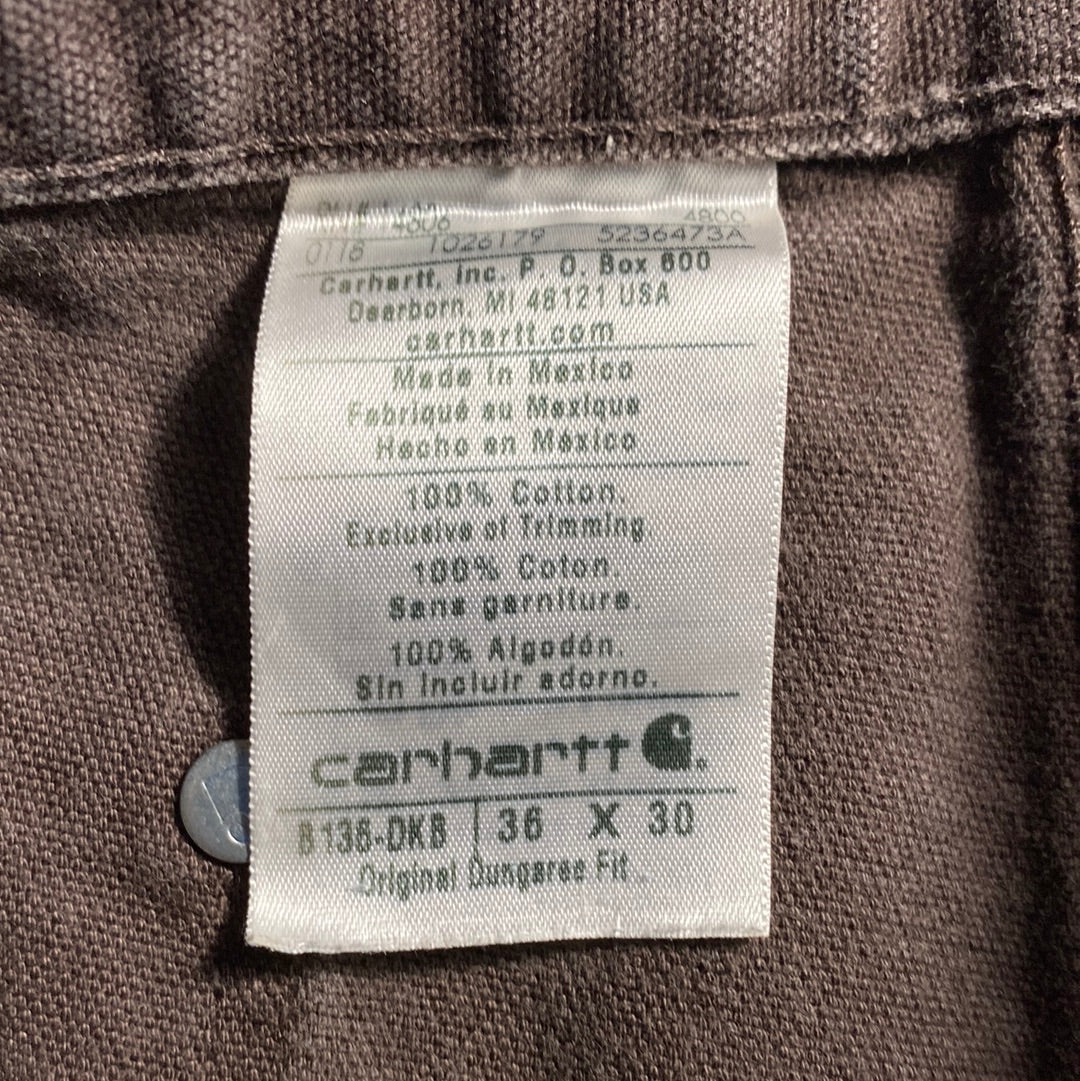 4806 4806
0116 1026179 5236473A
Carhartt, Inc. P. O. Box 600
Dearborn, MI 48121 USA
carhartt.com
Made in Mexico
Fabriqué au Mexique
Hecho en México
100% Cotton.
Exclusive of Trimming
100% Coton.
Sans garniture.
100% Algodón.
Sin incluir adorno.
carhartt
B136-DKB 36 X 30
Original Dungaree Fit